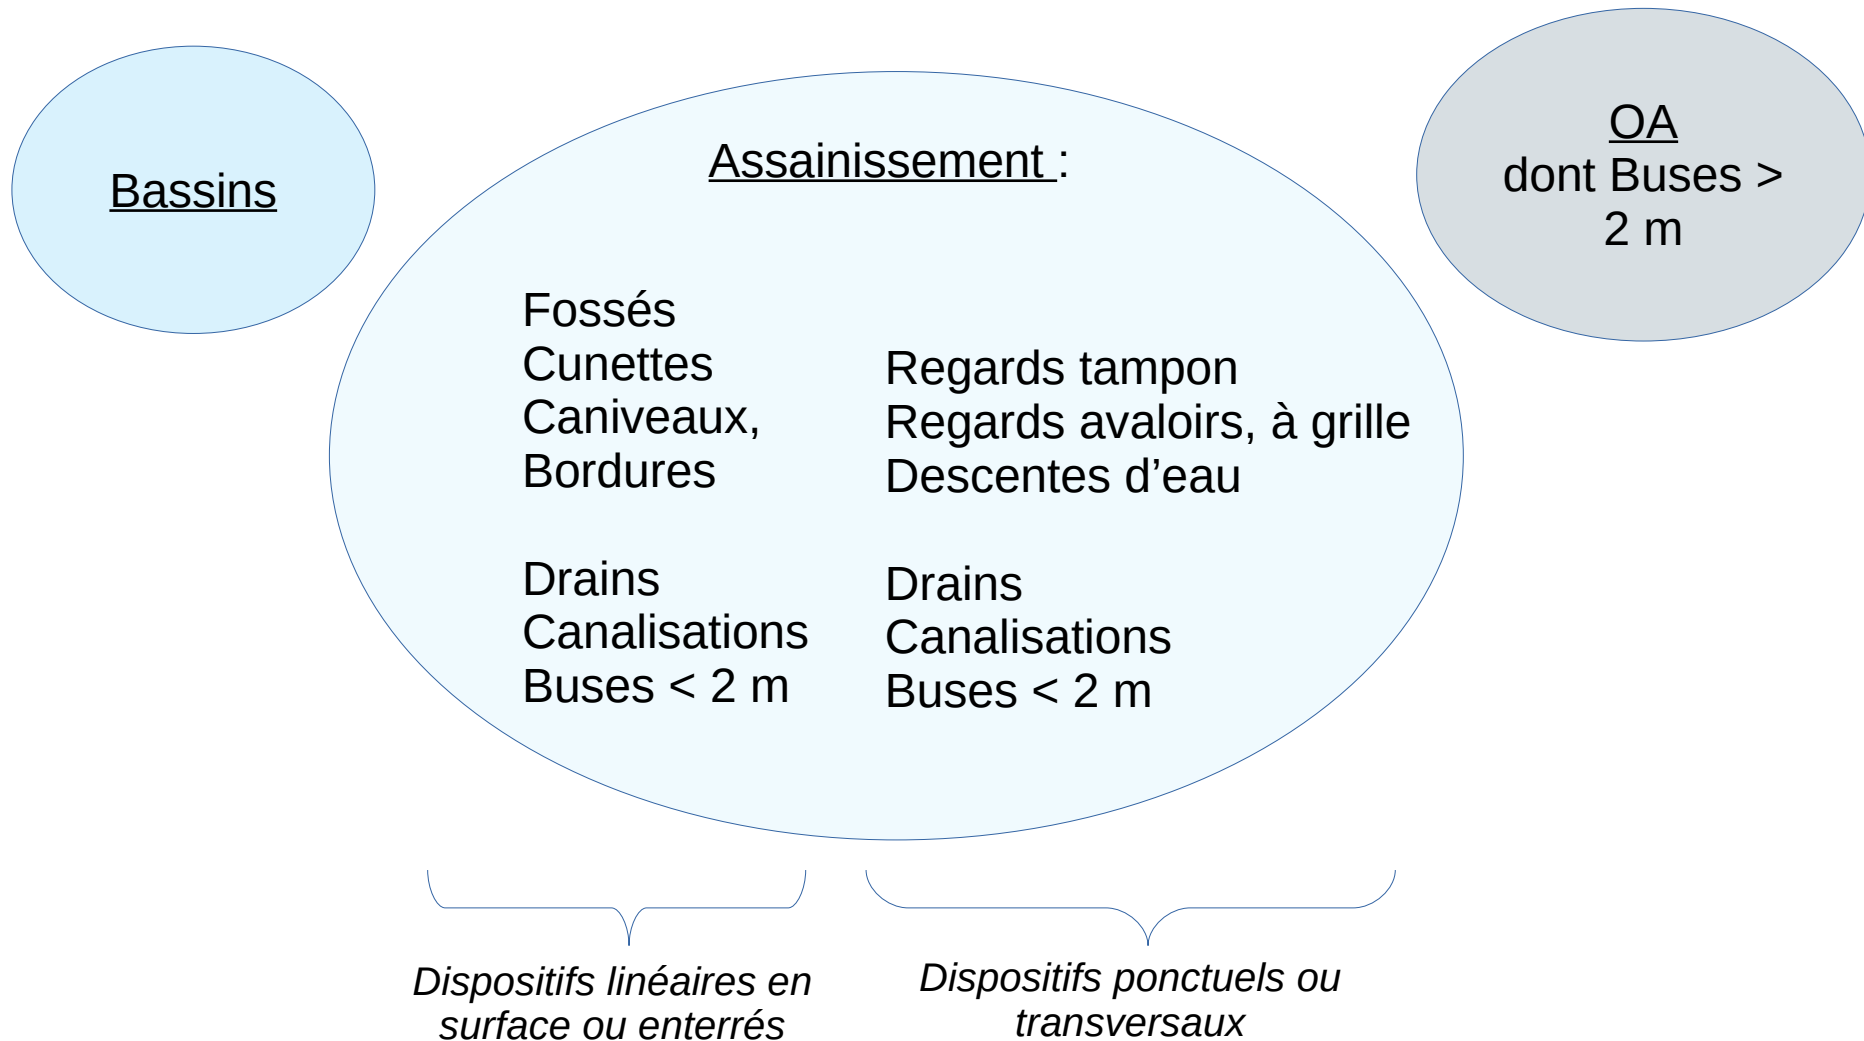 Bassins
Assainissement :
Fossés
Cunettes
Caniveaux,
Bordures
Drains
Canalisations
Buses < 2 m
Regards tampon
Regards avaloirs, à grille
Descentes d’eau
Drains
Canalisations
Buses < 2 m
OA
dont Buses >
2 m
Dispositifs linéaires en
surface ou enterrés
Dispositifs ponctuels ou
transversaux